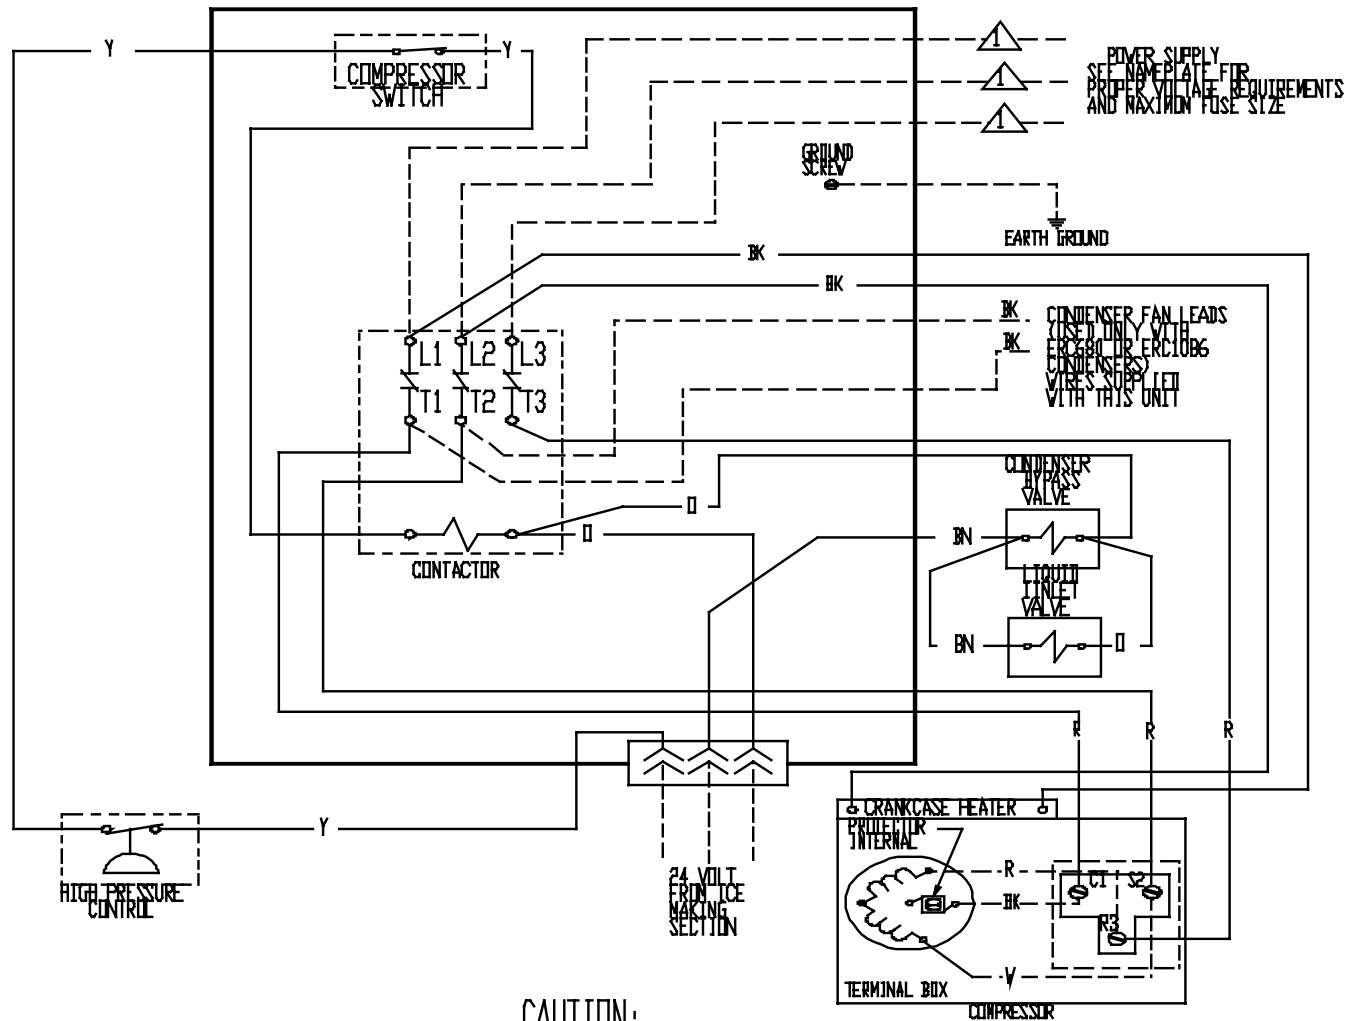 Y
Y
COMPRESSOR
SWITCH
1
1
1
POWER SUPPLY
SEE NAMEPLATE FOR
PROPER VOLTAGE REQUIREMENTS
AND MAXIMUM FUSE SIZE
GROUND
SCREW
EARTH GROUND
BK
BK
BK
BK
CONDENSER FAN LEADS
(USED ONLY WITH
ERC680 OR ERC1086
CONDENSERS)
WIRES SUPPLIED
WITH THIS UNIT
L1
L2
L3
T1
T2
T3
CONTACTOR
O
O
CONDENSER
BYPASS
VALVE
BN
LIQUID
INLET
VALVE
BN
O
R
R
R
CRANKCASE HEATER
PROTECTOR
INTERNAL
Y
HIGH PRESSURE
CONTROL
24 VOLT
FROM ICE
MAKING
SECTION
R
C1
S2
BK
R3
W
TERMINAL BOX
COMPRESSOR
CAUTION: